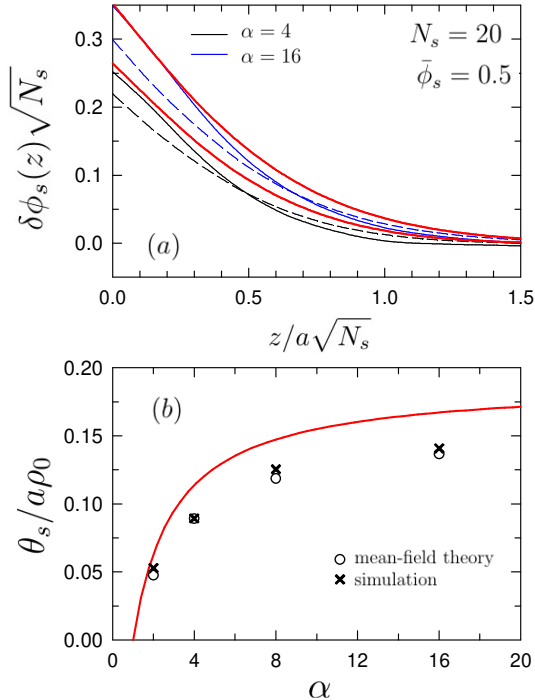 0.3
0.2
0.1
0.0
δϕ_s(z)√N_s
α = 4
α = 16
N_s = 20
ϕ̄_s = 0.5
(a)
0.0 0.5 1.0 1.5
z/a√N_s
0.20
0.15
0.10
0.05
0.00
θ_s/aρ_0
(b)
mean-field theory
simulation
0 4 8 12 16 20
α